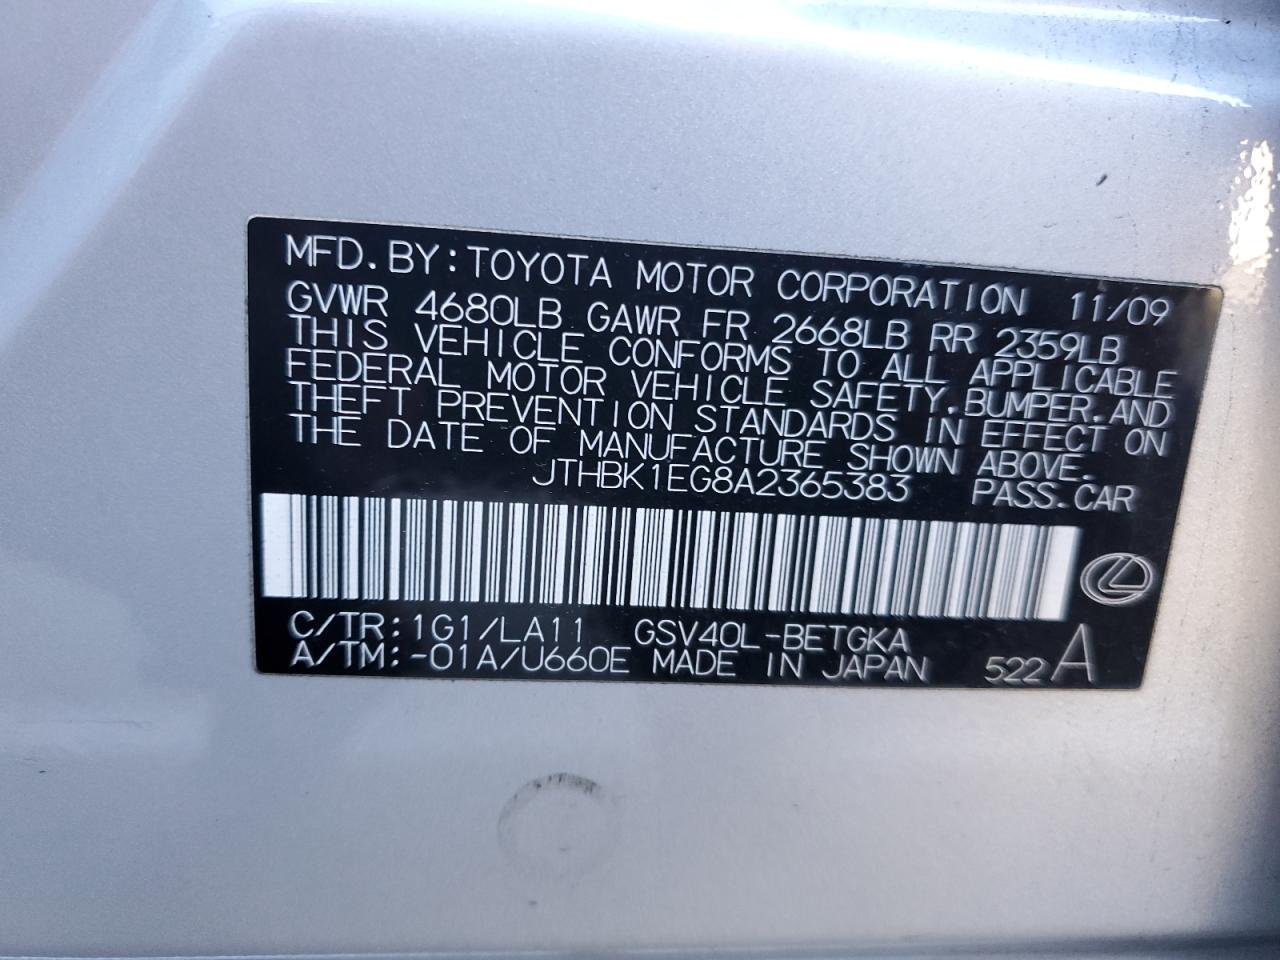 MFD.BY:TOYOTA MOTOR CORPORATION 11/09
GVWR 4680LB GAWR FR 2668LB RR 2359LB
THIS VEHICLE CONFORMS TO ALL APPLICABLE
FEDERAL MOTOR VEHICLE SAFETY,BUMPER,AND
THEFT PREVENTION STANDARDS IN EFFECT ON
THE DATE OF MANUFACTURE SHOWN ABOVE.
JTHBK1EG8A2365383 PASS.CAR
C/TR:1G1/LA11 GSV40L-BETGKA
A/TM:-01A/U660E MADE IN JAPAN 522 A